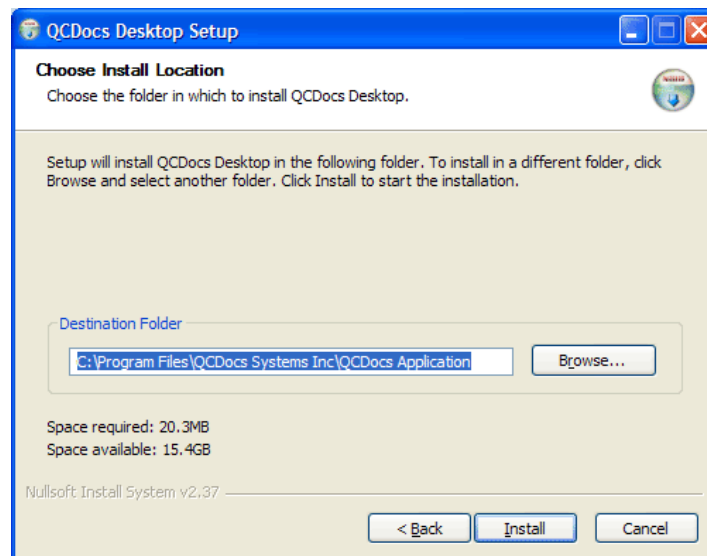 QCDocs Desktop Setup
Choose Install Location
Choose the folder in which to install QCDocs Desktop.
Setup will install QCDocs Desktop in the following folder. To install in a different folder, click
Browse and select another folder. Click Install to start the installation.
Destination Folder
C:\Program Files\QCDocs Systems Inc\QCDocs Application
Browse...
Space required: 20.3MB
Space available: 15.4GB
Nullsoft Install System v2.37
< Back
Install
Cancel